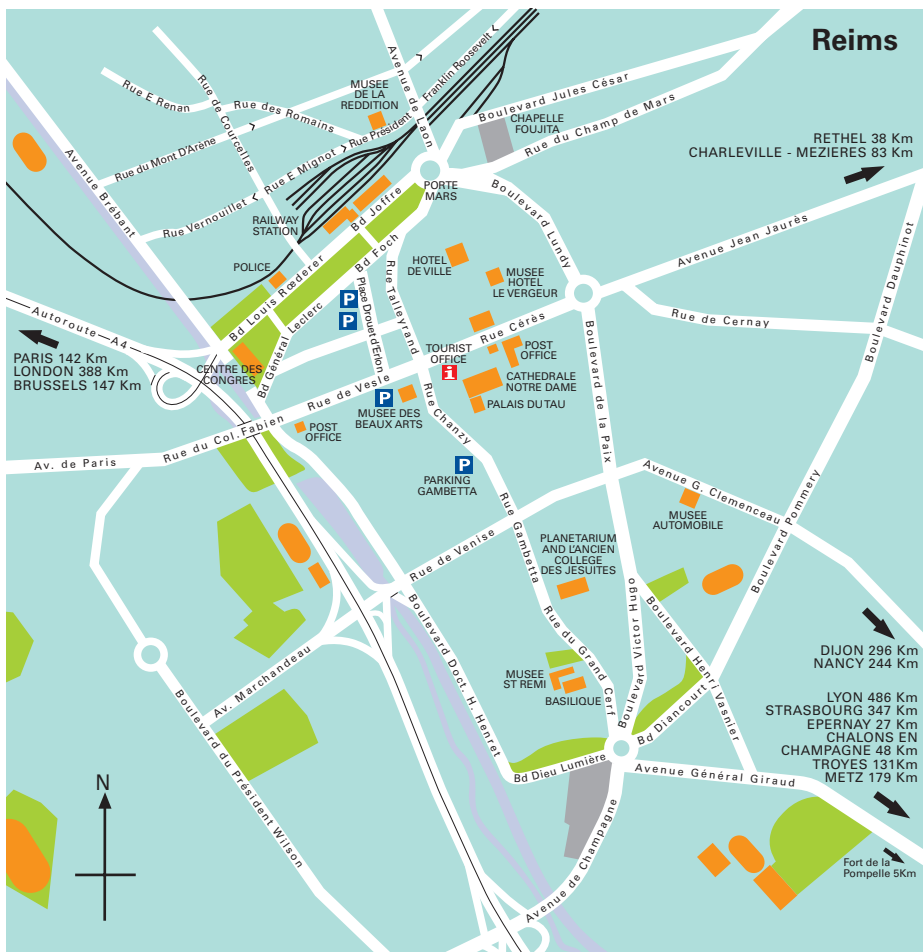 Reims
Avenue de Laon
Franklin Roosevelt
Rue Président
Boulevard Jules César
Rue E Renan
Rue de Courcelles
Rue des Romains
MUSEE
DE LA
REDDITION
CHAPELLE
FOUJITA
Rue du Champ de Mars
RETHEL 38 Km
CHARLEVILLE - MEZIERES 83 Km
Rue du Mont D'Arène
Rue E Mignot
Avenue Brébant
Rue Vernouillet
PORTE
MARS
RAILWAY
STATION
Bd Joffre
Bd Foch
Boulevard Lundy
Avenue Jean Jaurès
Boulevard Dauphinot
HOTEL
DE VILLE
MUSEE
HOTEL
LE VERGEUR
POLICE
Bd Louis Rœderer
Bd Général Leclerc
Place Drouet d'Erlon
Rue Talleyrand
P
P
Autoroute A4
Rue Cérès
Rue de Cernay
PARIS 142 Km
LONDON 388 Km
BRUSSELS 147 Km
CENTRE DES
CONGRES
TOURIST
OFFICE
i
POST
OFFICE
CATHEDRALE
NOTRE DAME
PALAIS DU TAU
Rue de Vesle
P
MUSEE DES
BEAUX ARTS
Rue Chanzy
Boulevard de la Paix
Rue du Col. Fabien
POST
OFFICE
Av. de Paris
P
PARKING
GAMBETTA
Avenue G. Clemenceau
Boulevard Pommery
MUSEE
AUTOMOBILE
Rue Gambetta
Rue de Venise
PLANETARIUM
AND L'ANCIEN
COLLEGE
DES JESUITES
Boulevard Victor Hugo
Boulevard Henri Vasnier
Rue du Grand Cerf
Boulevard Doct. H. Henret
Av. Marchandeau
DIJON 296 Km
NANCY 244 Km
MUSEE
ST REMI
BASILIQUE
Bd Diancourt
LYON 486 Km
STRASBOURG 347 Km
EPERNAY 27 Km
CHALONS EN
CHAMPAGNE 48 Km
TROYES 131Km
METZ 179 Km
Boulevard du Président Wilson
Bd Dieu Lumière
Avenue Général Giraud
Avenue de Champagne
N
Fort de la
Pompelle 5Km